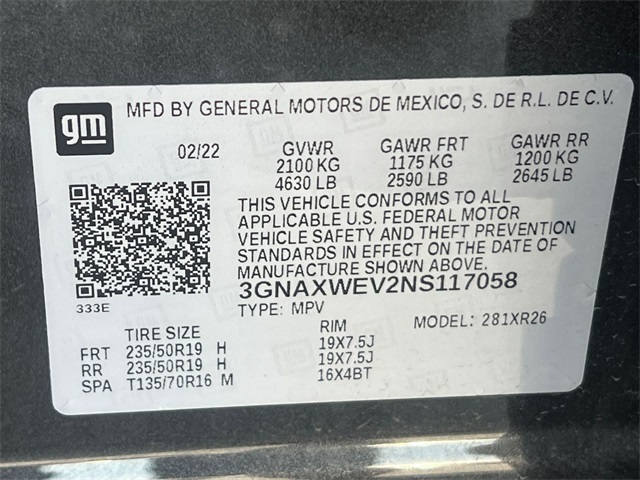 gm
MFD BY GENERAL MOTORS DE MEXICO, S. DE R.L. DE C.V.
02/22 GVWR GAWR FRT GAWR RR
2100 KG 1175 KG 1200 KG
4630 LB 2590 LB 2645 LB
THIS VEHICLE CONFORMS TO ALL
APPLICABLE U.S. FEDERAL MOTOR
VEHICLE SAFETY AND THEFT PREVENTION
STANDARDS IN EFFECT ON THE DATE OF
MANUFACTURE SHOWN ABOVE.
333E
3GNAXWEV2NS117058
TYPE: MPV MODEL: 281XR26
TIRE SIZE RIM
FRT 235/50R19 H 19X7.5J
RR 235/50R19 H 19X7.5J
SPA T135/70R16 M 16X4BT